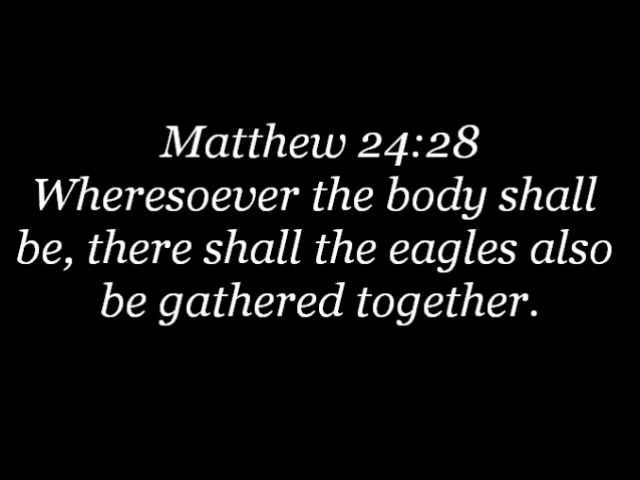 Matthew 24:28
Wheresoever the body shall
be, there shall the eagles also
be gathered together.